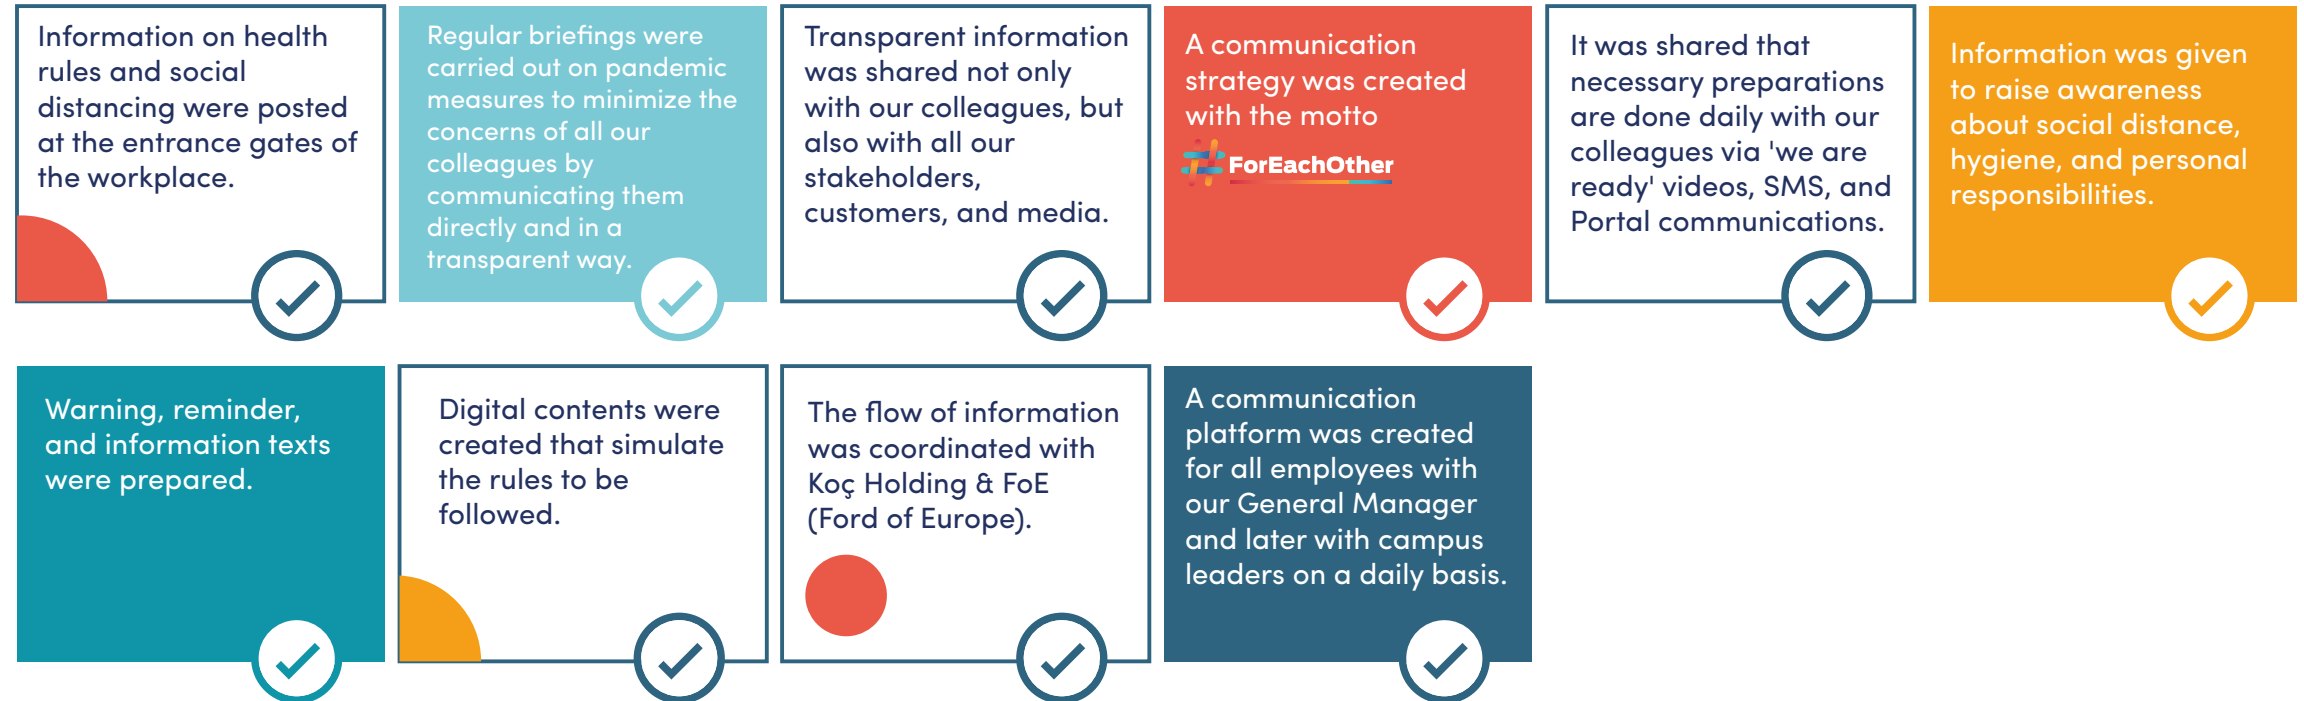 Information on health
rules and social
distancing were posted
at the entrance gates of
the workplace.
Regular briefings were
carried out on pandemic
measures to minimize the
concerns of all our
colleagues by
communicating them
directly and in a
transparent way.
Transparent information
was shared not only
with our colleagues, but
also with all our
stakeholders,
customers, and media.
A communication
strategy was created
with the motto
#ForEachOther
It was shared that
necessary preparations
are done daily with our
colleagues via 'we are
ready' videos, SMS, and
Portal communications.
Information was given
to raise awareness
about social distance,
hygiene, and personal
responsibilities.
Warning, reminder,
and information texts
were prepared.
Digital contents were
created that simulate
the rules to be
followed.
The flow of information
was coordinated with
Koç Holding & FoE
(Ford of Europe).
A communication
platform was created
for all employees with
our General Manager
and later with campus
leaders on a daily basis.